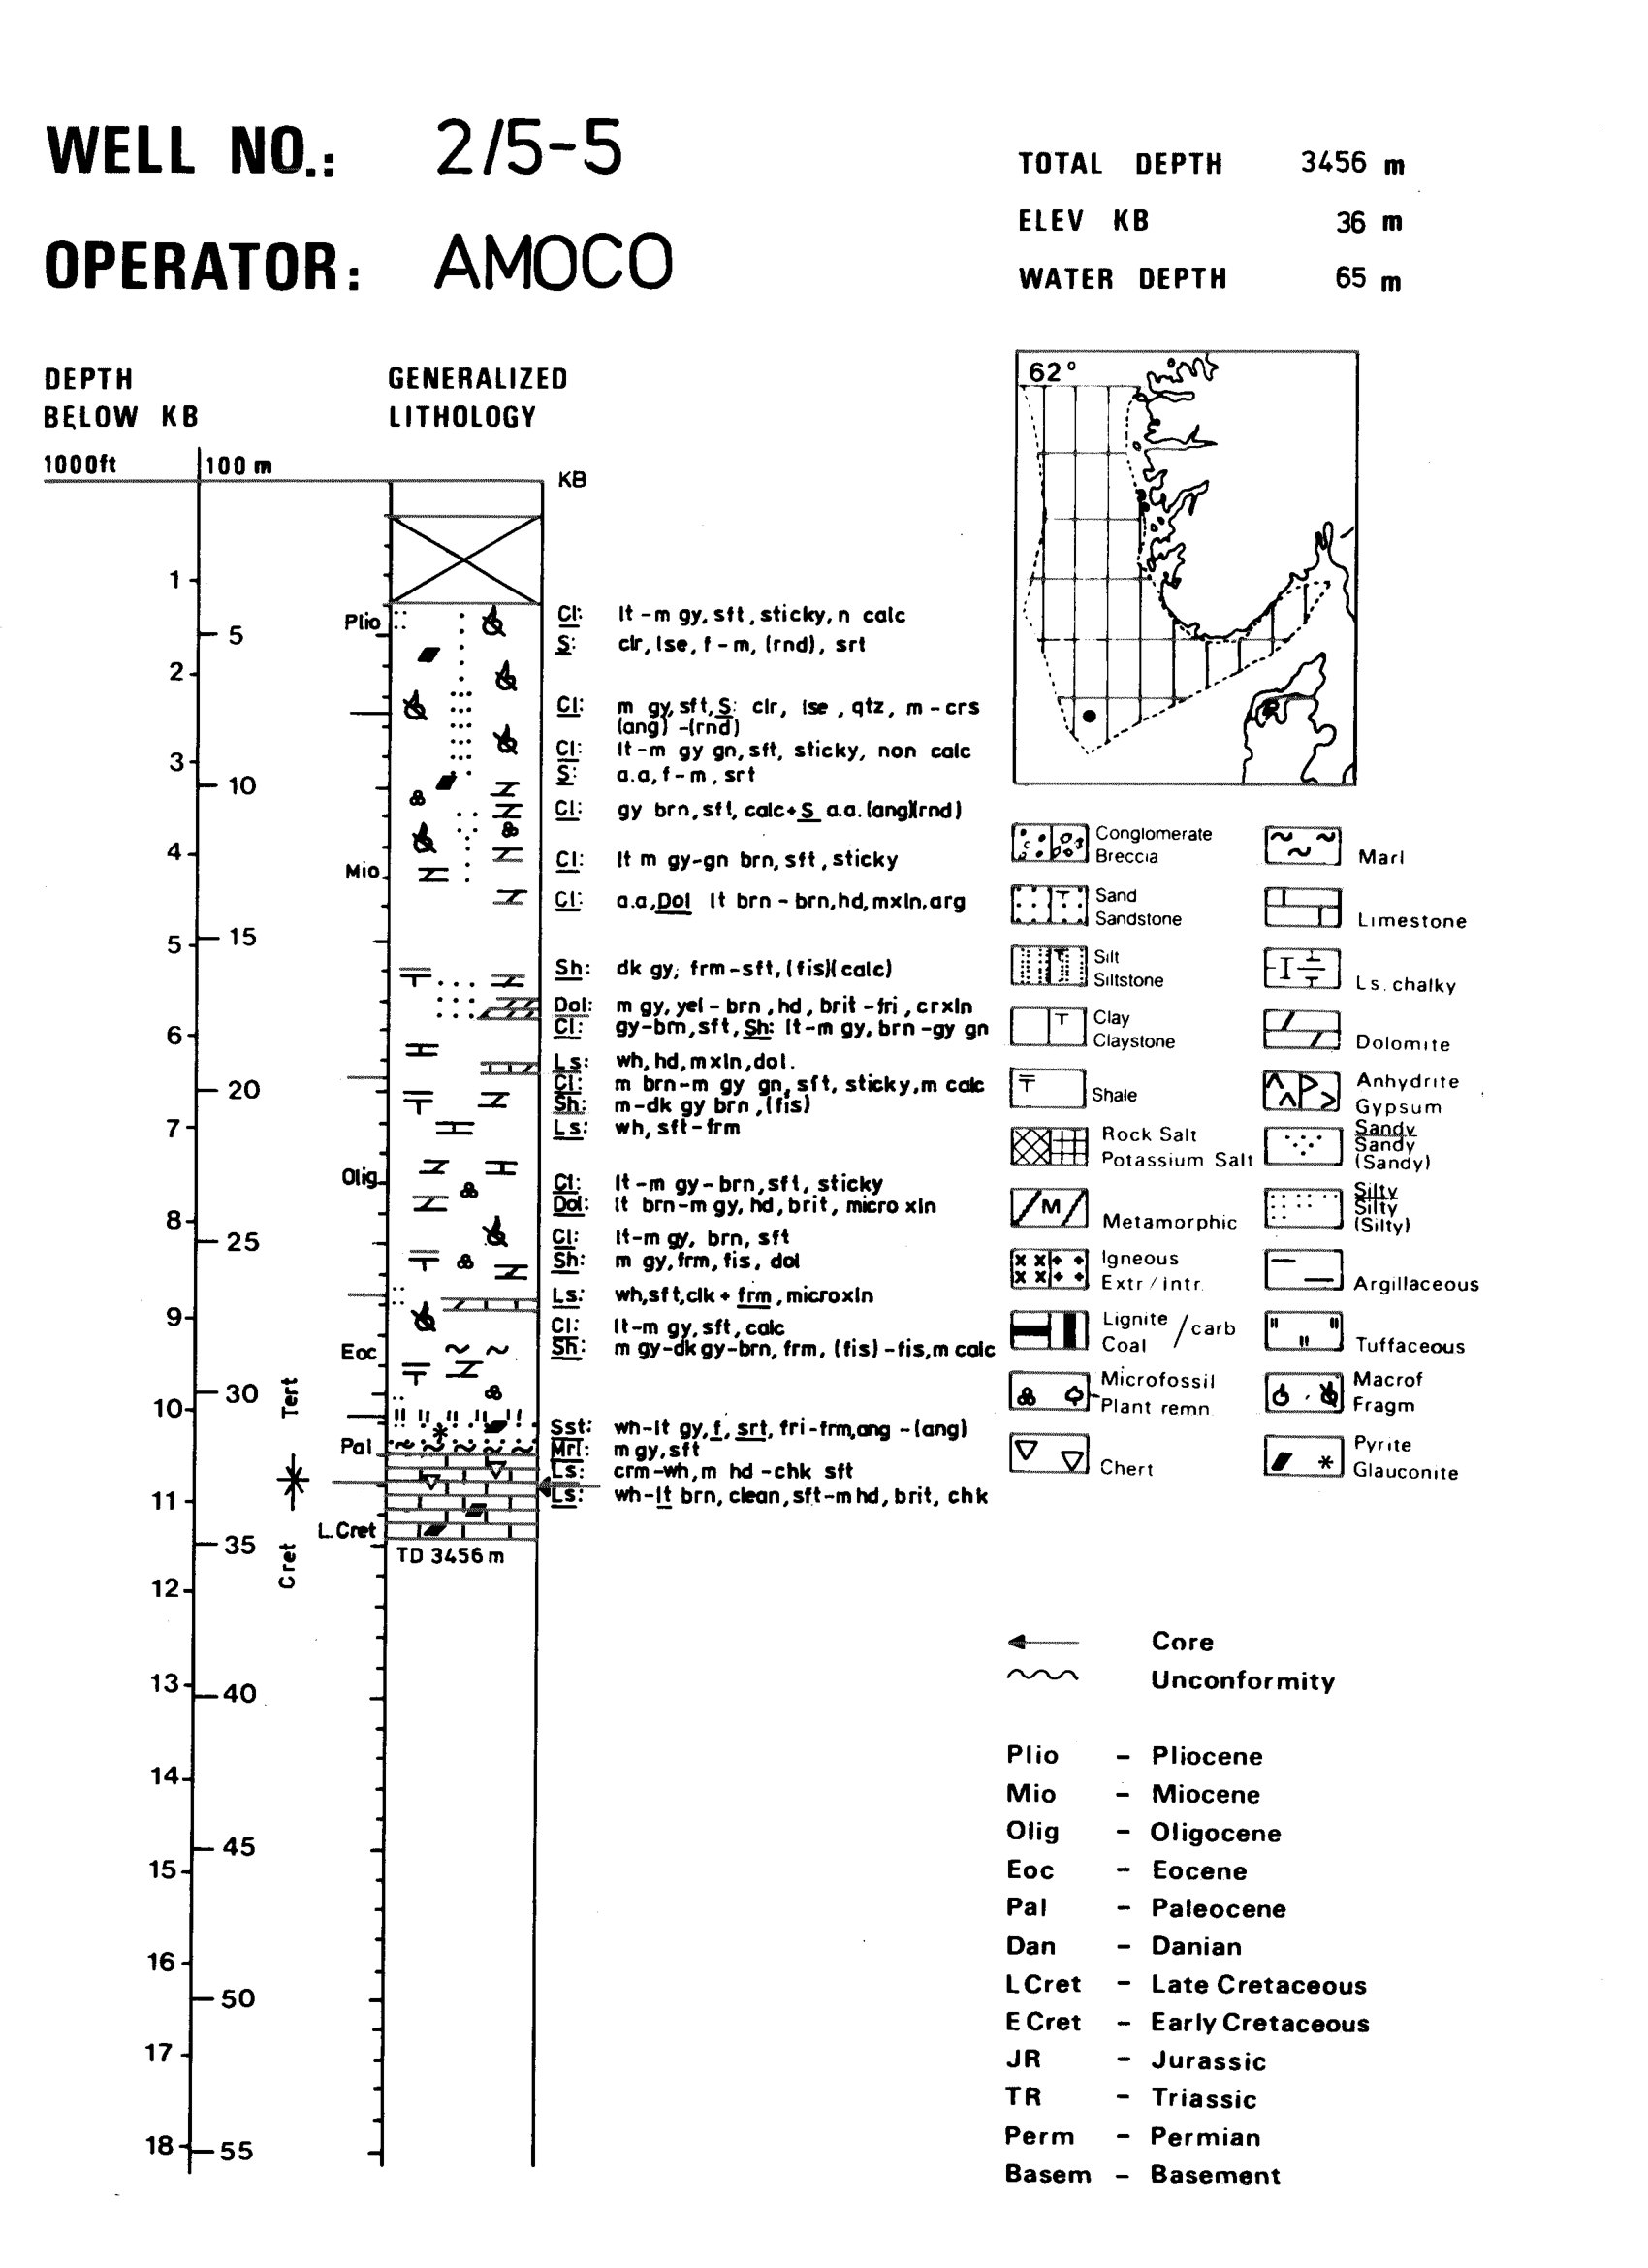 WELL NO.: 2/5-5
OPERATOR: AMOCO
TOTAL DEPTH 3456 m
ELEV KB 36 m
WATER DEPTH 65 m
DEPTH BELOW KB
GENERALIZED LITHOLOGY
1000ft 100 m
KB
1
5
2
3
10
4
15
5
6
20
7
8
25
9
30
10
11
35
12
13
40
14
45
15
16
50
17
18
55
Tert
Cret
Plio
Mio
Olig
Eoc
Pal
L.Cret
TD 3456 m
Cl: lt-m gy, sft, sticky, n calc
S: clr, lse, f-m, (rnd), srt
Cl: m gy, sft, S: clr, lse, qtz, m-crs
(ang)-(rnd)
Cl: lt-m gy gn, sft, sticky, non calc
S: a.a, f-m, srt
Cl: gy brn, sft, calc+S a.a. (ang)(rnd)
Cl: lt m gy-gn brn, sft, sticky
Cl: a.a, Dol lt brn-brn, hd, mxln, arg
Sh: dk gy, frm-sft, (fis)(calc)
Dol: m gy, yel-brn, hd, brit-fri, crxln
Cl: gy-brn, sft, Sh: lt-m gy, brn-gy gn
Ls: wh, hd, mxln, dol.
Cl: m brn-m gy gn, sft, sticky, m calc
Sh: m-dk gy brn, (fis)
Ls: wh, sft-frm
Cl: lt-m gy-brn, sft, sticky
Dol: lt brn-m gy, hd, brit, micro xln
Cl: lt-m gy, brn, sft
Sh: m gy, frm, fis, dol
Ls: wh, sft, clk + frm, microxln
Cl: lt-m gy, sft, calc
Sh: m gy-dk gy-brn, frm, (fis)-fis, m calc
Sst: wh-lt gy, f, srt, fri-frm, ang-(ang)
Mrl: m gy, sft
Ls: crm-wh, m hd-chk sft
Ls: wh-lt brn, clean, sft-m hd, brit, chk
62°
Conglomerate
Breccia
Marl
Sand
Sandstone
Limestone
Silt
Siltstone
Ls. chalky
Clay
Claystone
Dolomite
Shale
Anhydrite
Gypsum
Rock Salt
Potassium Salt
Sandy
Sandy
(Sandy)
M
Metamorphic
Silty
Silty
(Silty)
Igneous
Extr / intr
Argillaceous
Lignite
Coal / carb
Tuffaceous
Microfossil
Plant remn
Macrof
Fragm
Chert
Pyrite
Glauconite
Core
Unconformity
Plio - Pliocene
Mio - Miocene
Olig - Oligocene
Eoc - Eocene
Pal - Paleocene
Dan - Danian
L Cret - Late Cretaceous
E Cret - Early Cretaceous
JR - Jurassic
TR - Triassic
Perm - Permian
Basem - Basement